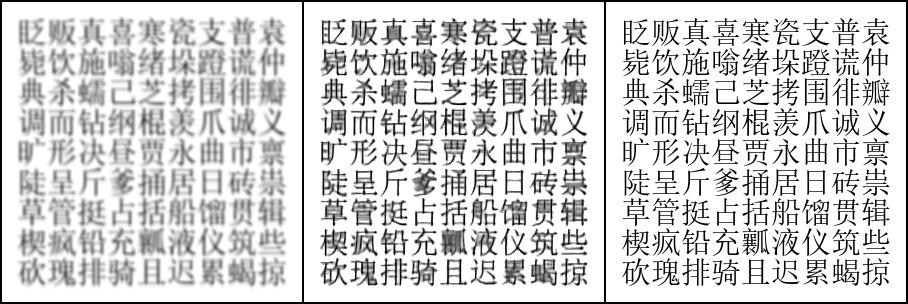 眨贩真喜寒瓷支普袁
毙饮施嗡绪垛蹬谎仲
典杀蠕己芝拷围徘瓣
调而钻纲棍羡爪诚义
旷形决昼贾永曲市禀
陡呈斤爹捅居日砖祟
草管挺占括船馏贯辑
楔疯铅充瓤液仪筑些
砍瑰排骑且迟累蝎掠
眨贩真喜寒瓷支普袁
毙饮施嗡绪垛蹬谎仲
典杀蠕己芝拷围徘瓣
调而钻纲棍羡爪诚义
旷形决昼贾永曲市禀
陡呈斤爹捅居日砖祟
草管挺占括船馏贯辑
楔疯铅充瓤液仪筑些
砍瑰排骑且迟累蝎掠
眨贩真喜寒瓷支普袁
毙饮施嗡绪垛蹬谎仲
典杀蠕己芝拷围徘瓣
调而钻纲棍羡爪诚义
旷形决昼贾永曲市禀
陡呈斤爹捅居日砖祟
草管挺占括船馏贯辑
楔疯铅充瓤液仪筑些
砍瑰排骑且迟累蝎掠